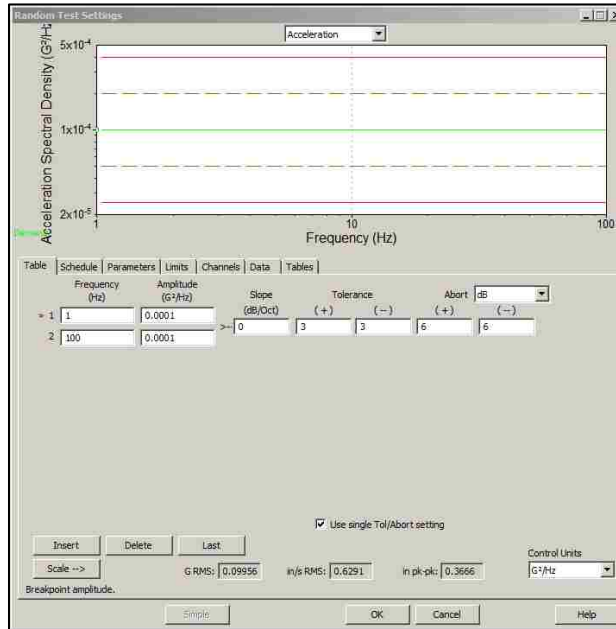 Random Test Settings
Acceleration
Acceleration Spectral Density (G²/Hz)
5x10-4
1x10-4
2x10-5
Demand
1 10 100
Frequency (Hz)
Table Schedule Parameters Limits Channels Data Tables
Frequency Amplitude Slope Tolerance Abort dB
(Hz) (G²/Hz) (dB/Oct) (+) (−) (+) (−)
» 1 1 0.0001
>-- 0 3 3 6 6
2 100 0.0001
Use single Tol/Abort setting
Insert Delete Last
Control Units
Scale --> G RMS: 0.09956 in/s RMS: 0.6291 in pk-pk: 0.3666 G²/Hz
Breakpoint amplitude.
Simple OK Cancel Help